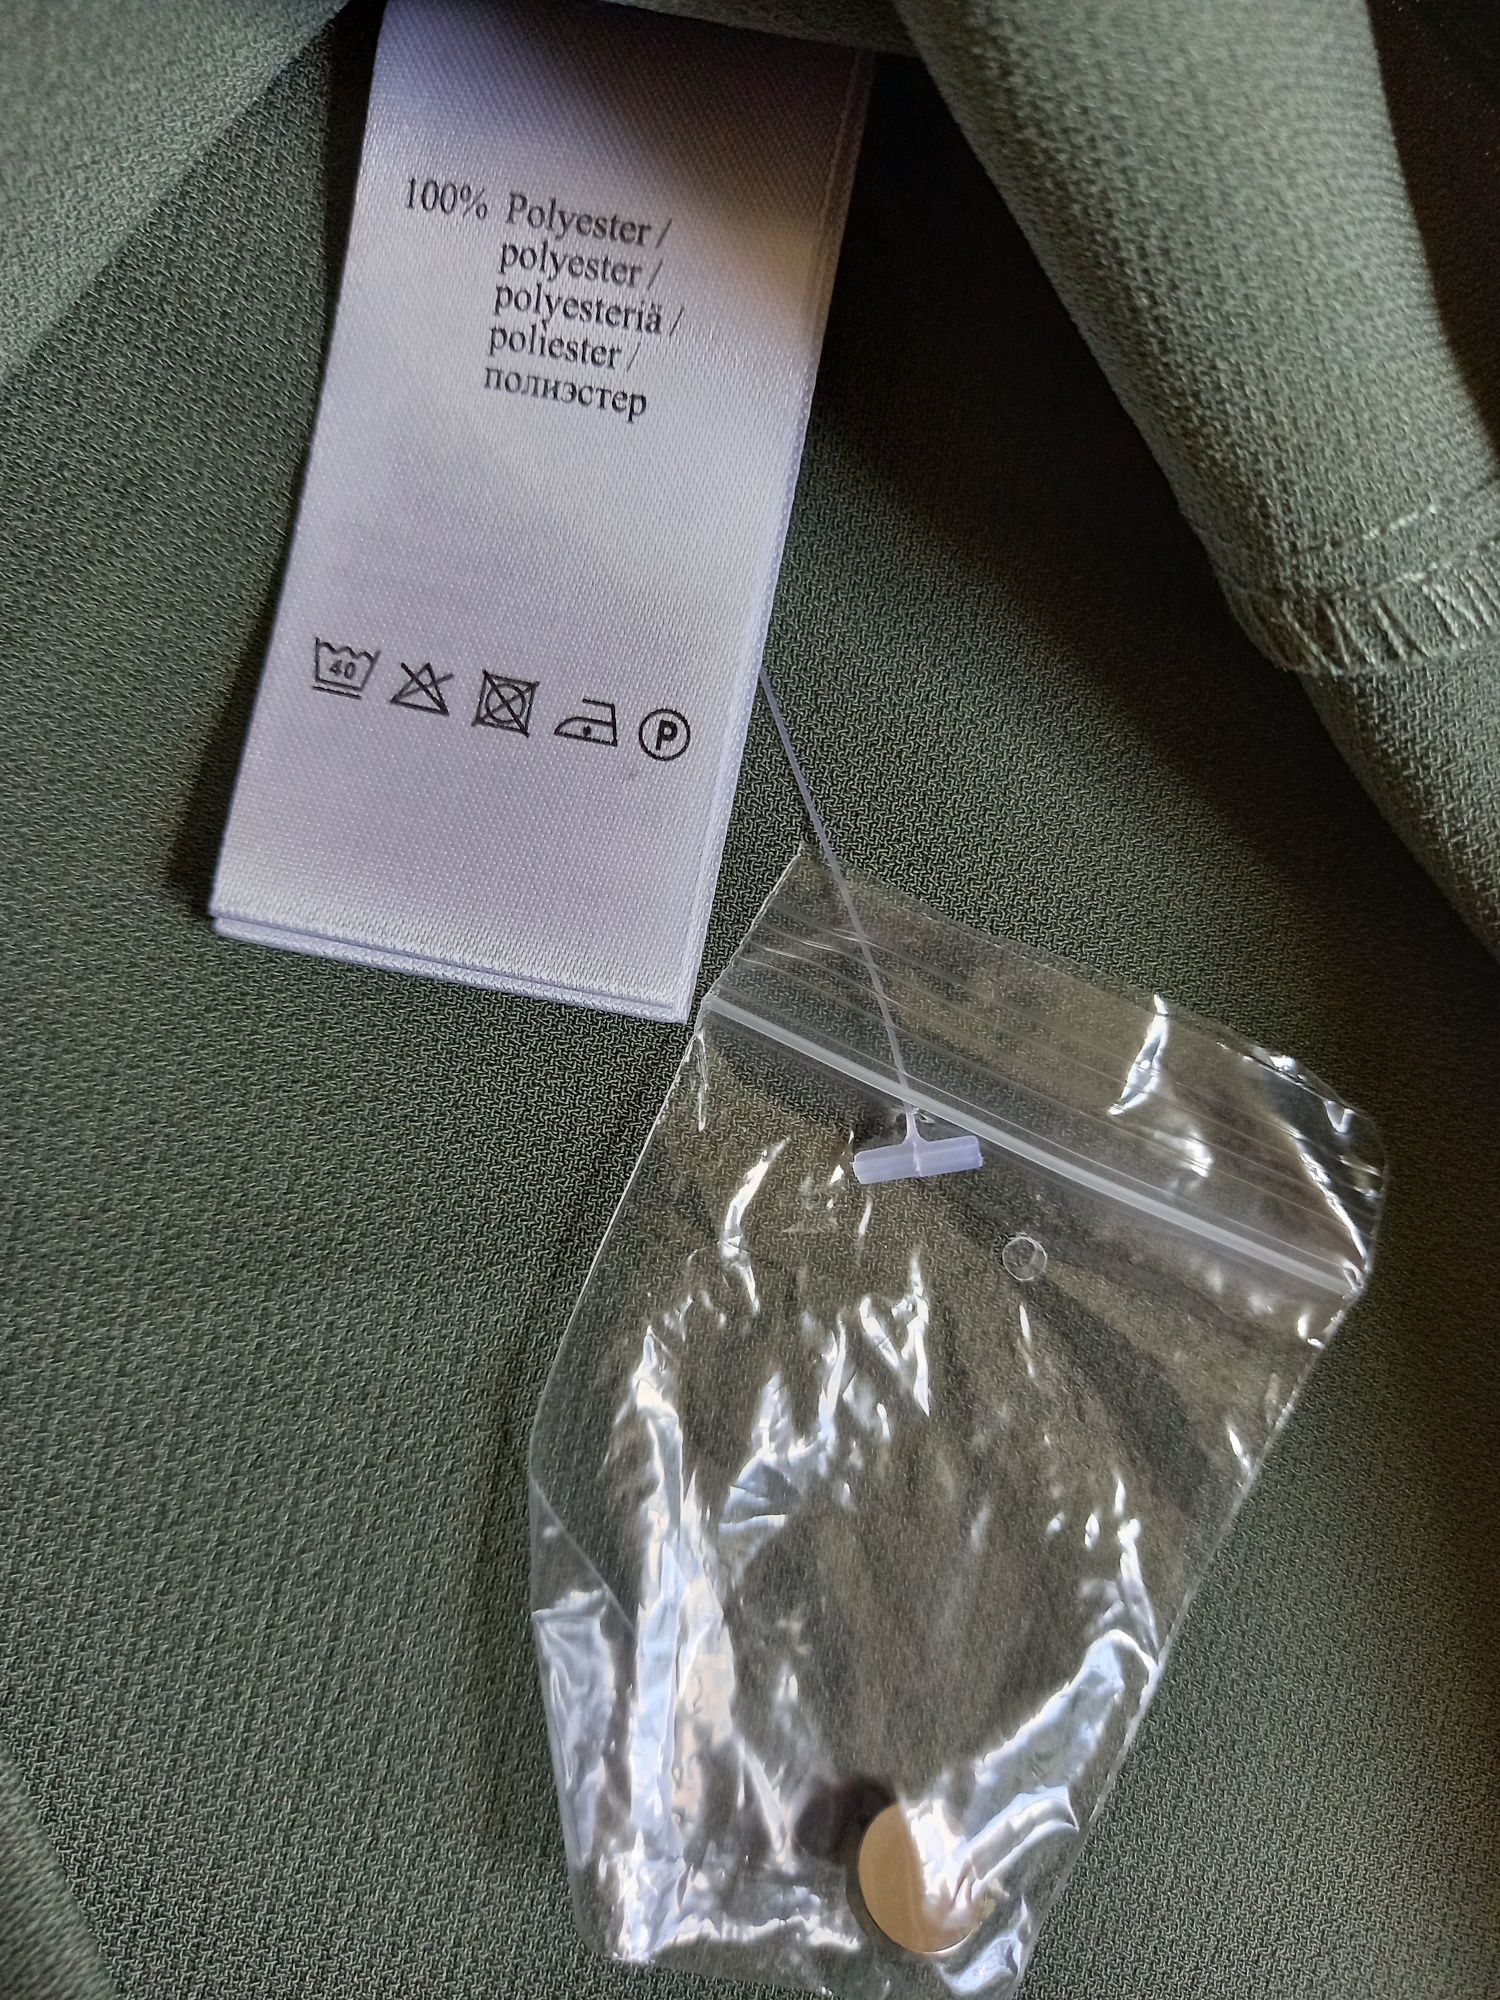 100% Polyester /
polyester /
polyesteriä /
poliester /
полиэстер
40
P